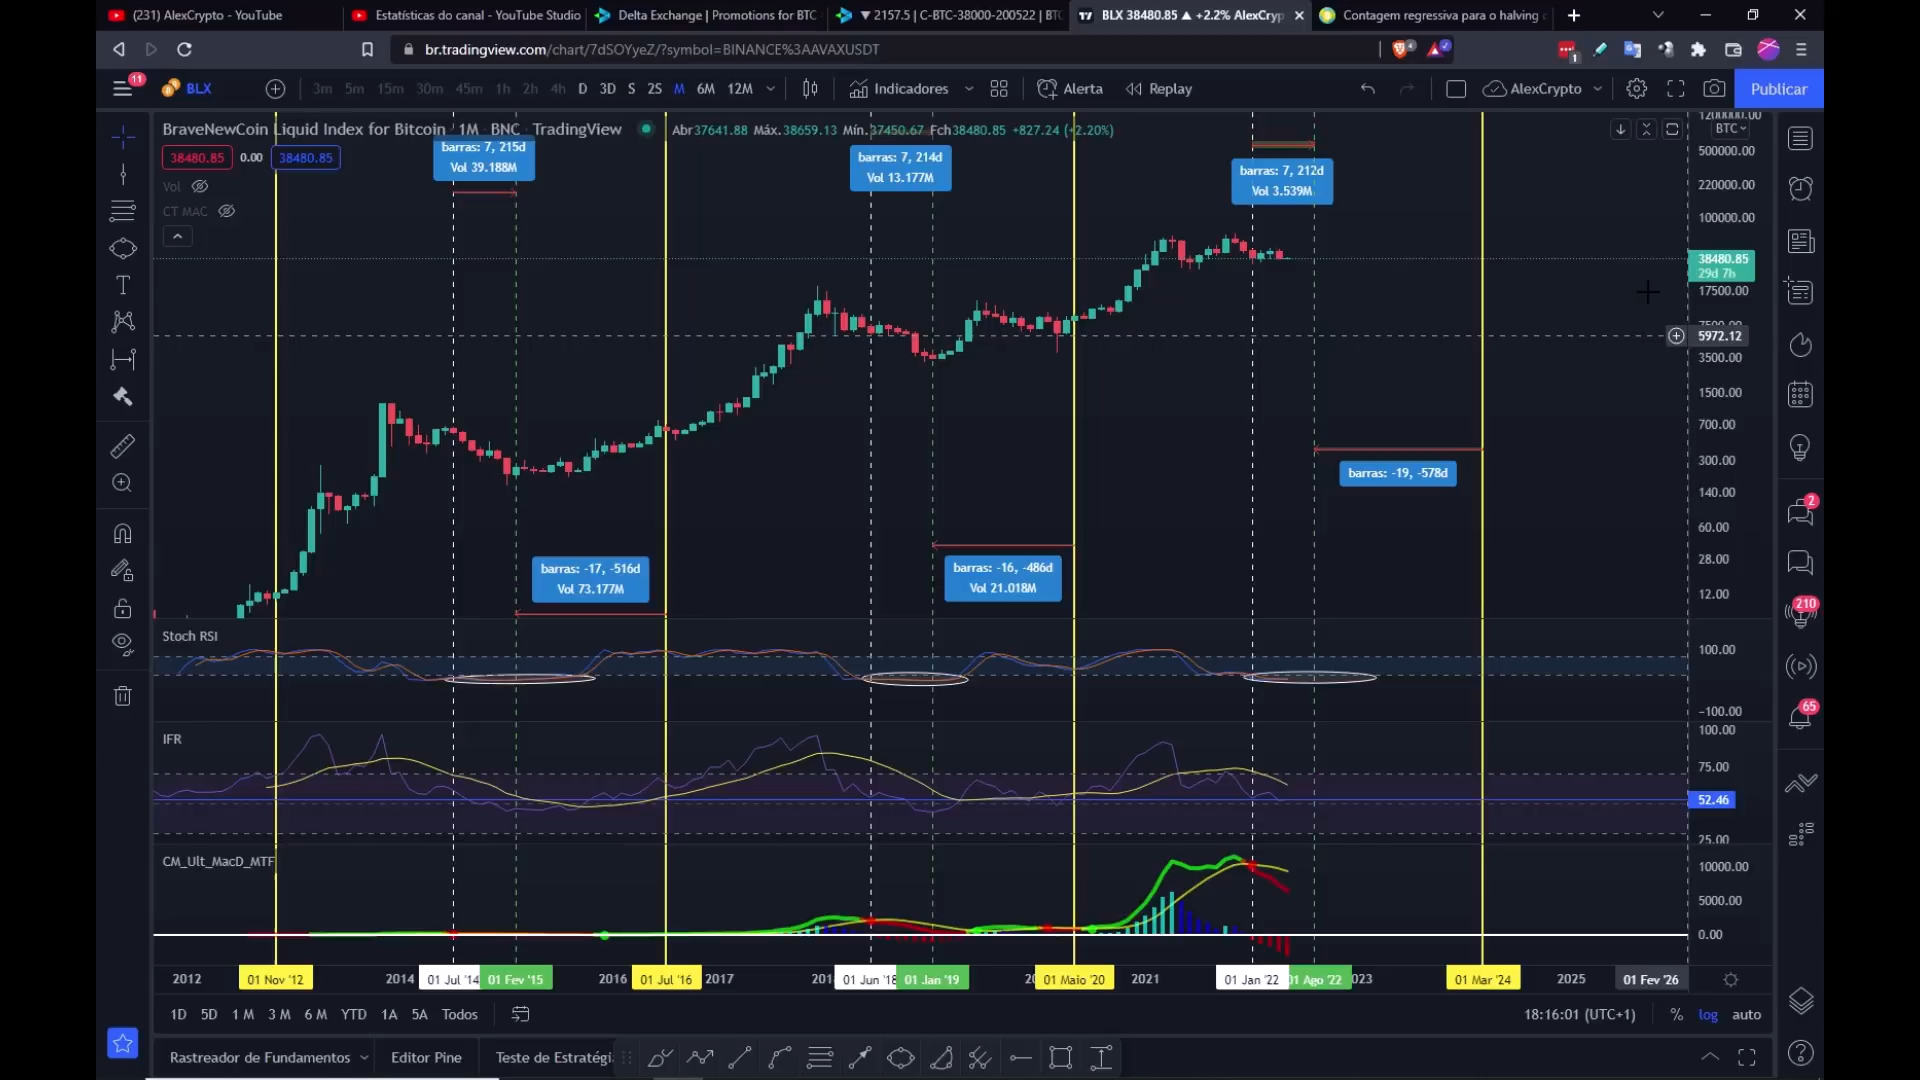 (231) AlexCrypto - YouTube
Estatísticas do canal - YouTube Studio
Delta Exchange | Promotions for BTC
▼ 2157.5 | C-BTC-38000-200522 | BTC
BLX 38480.85 ▲ +2.2% AlexCryp
Contagem regressiva para o halving
br.tradingview.com/chart/7dSOYyeZ/?symbol=BINANCE%3AAVAXUSDT
11
BLX
3m 5m 15m 30m 45m 1h 2h 4h D 3D S 2S M 6M 12M
Indicadores
Alerta
Replay
AlexCrypto
Publicar
BraveNewCoin Liquid Index for Bitcoin · 1M · BNC · TradingView
Abr37641.88 Máx.38659.13 Mín.37450.67 Fch38480.85 +827.24 (+2.20%)
38480.85 0.00 38480.85
Vol
CT MAC
barras: 7, 215d
Vol 39.188M
barras: 7, 214d
Vol 13.177M
barras: 7, 212d
Vol 3.539M
barras: -17, -516d
Vol 73.177M
barras: -16, -486d
Vol 21.018M
barras: -19, -578d
1200000.00
BTC
500000.00
220000.00
100000.00
38480.85
29d 7h
17500.00
5972.12
3500.00
1500.00
700.00
300.00
140.00
60.00
28.00
12.00
Stoch RSI
100.00
-100.00
IFR
100.00
75.00
52.46
25.00
CM_Ult_MacD_MTF
10000.00
5000.00
0.00
2
210
65
2012 01 Nov '12 2014 01 Jul '14 01 Fev '15 2016 01 Jul '16 2017 01 Jun '18 01 Jan '19 01 Maio '20 2021 01 Jan '22 01 Ago '22 01 Mar '24 2025 01 Fev '26
1D 5D 1 M 3 M 6 M YTD 1A 5A Todos
18:16:01 (UTC+1) % log auto
Rastreador de Fundamentos Editor Pine Teste de Estratégi